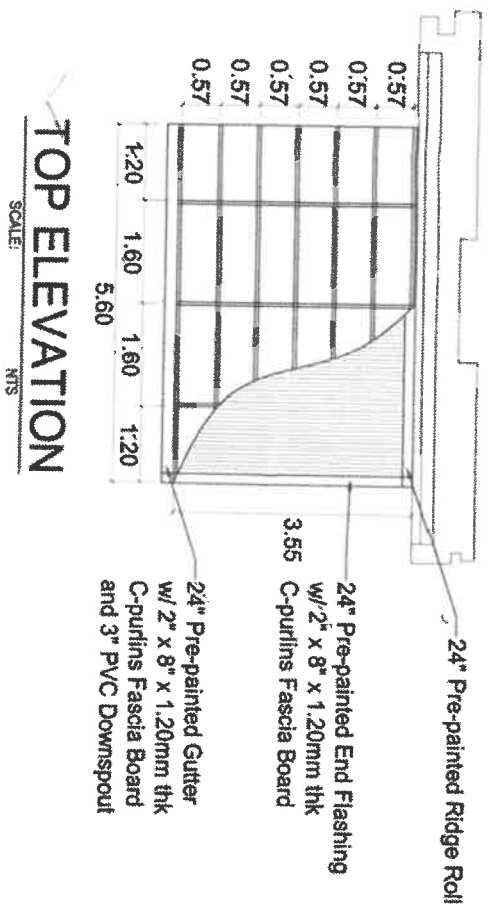 24" Pre-painted Ridge Roll
0.57
0.57
0.57
0.57
0.57
0.57
24" Pre-painted End Flashing
w/ 2" x 8" x 1.20mm thk
C-purlins Fascia Board
3.55
24" Pre-painted Gutter
w/ 2" x 8" x 1.20mm thk
C-purlins Fascia Board
and 3" PVC Downspout
1.20 1.60 1.60 1.20
5.60
TOP ELEVATION
SCALE: NTS